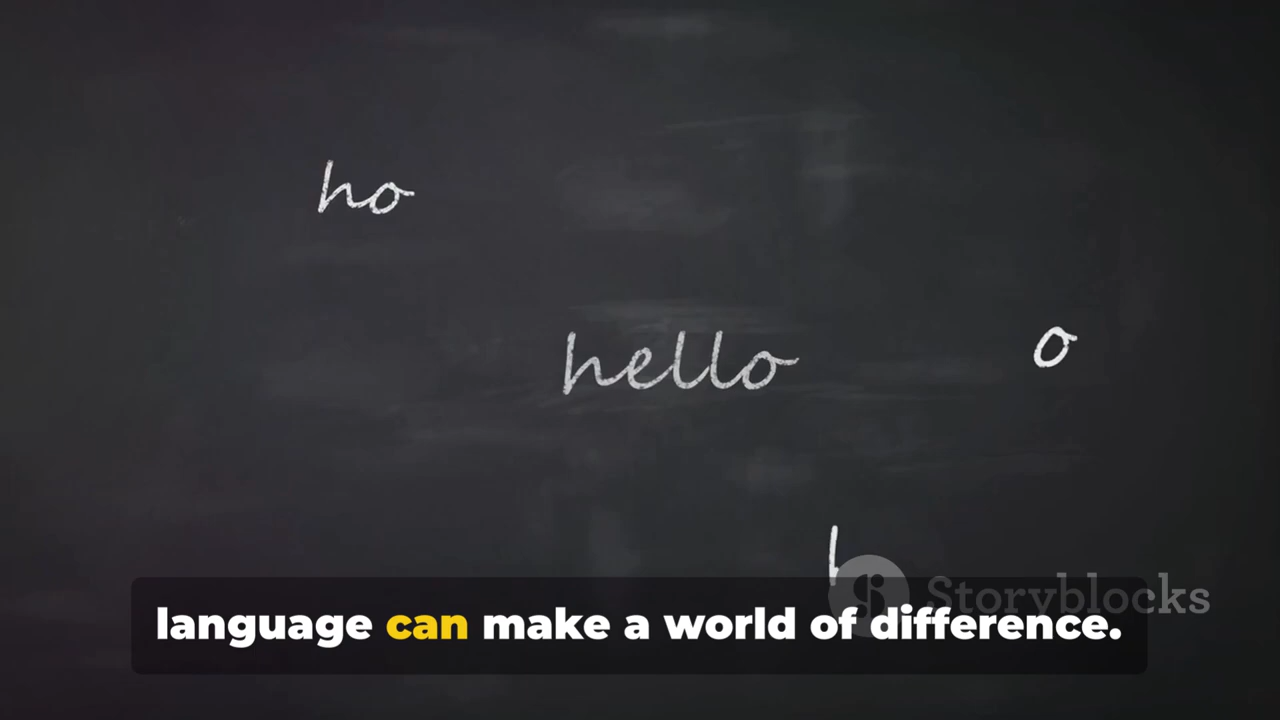 ho
hello
o
Storyblocks
language can make a world of difference.